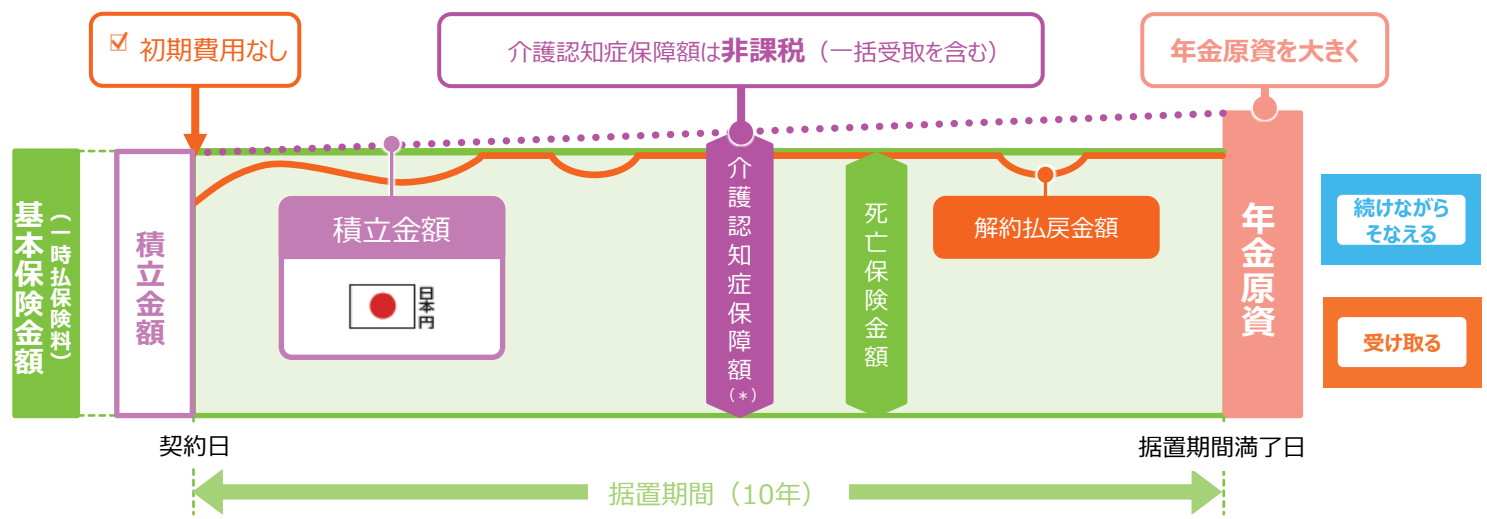 ☑ 初期費用なし
介護認知症保障額は非課税（一括受取を含む）
年金原資を大きく
基本保険金額
（一時払保険料）
積立金額
積立金額
日本円
介護認知症保障額（＊）
死亡保険金額
解約払戻金額
年金原資
続けながら
そなえる
受け取る
契約日
据置期間満了日
据置期間（10年）